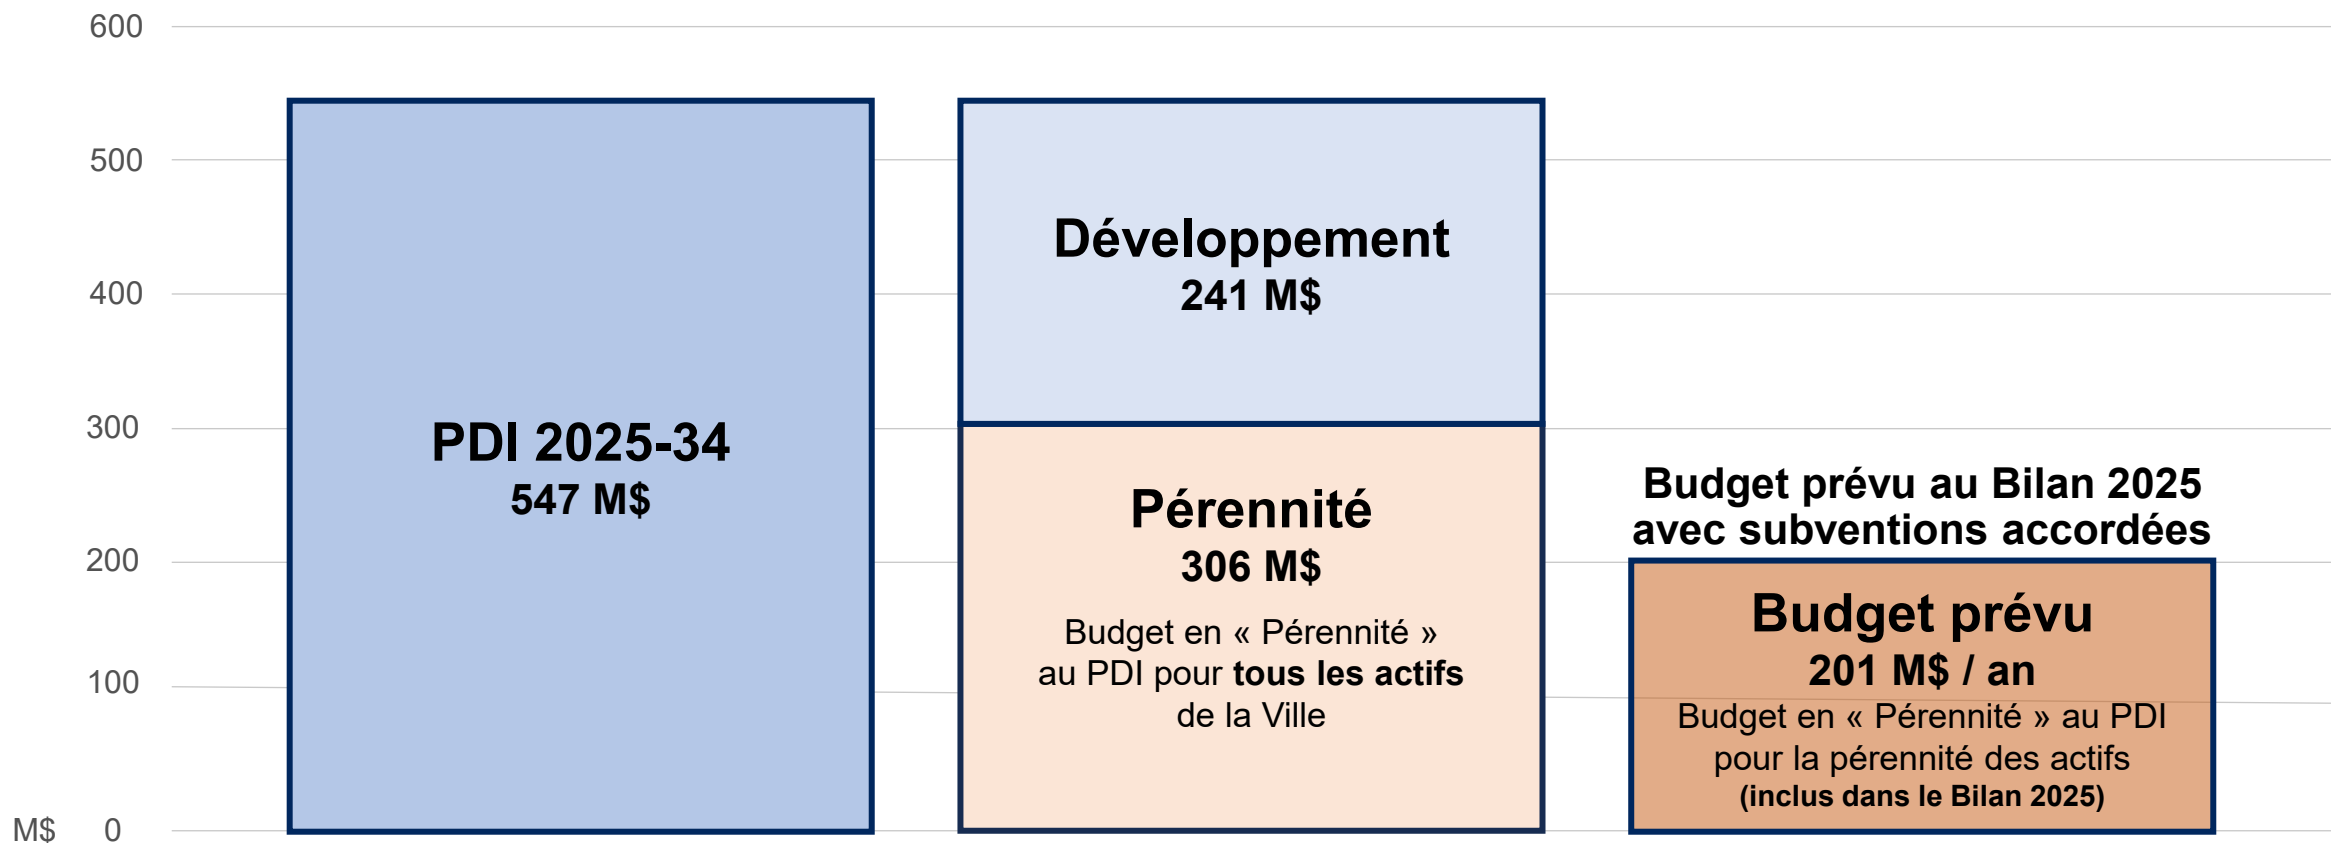 600
500
400
300
200
100
M$ 0
PDI 2025-34
547 M$
Développement
241 M$
Pérennité
306 M$
Budget en « Pérennité »
au PDI pour tous les actifs
de la Ville
Budget prévu au Bilan 2025
avec subventions accordées
Budget prévu
201 M$ / an
Budget en « Pérennité » au PDI
pour la pérennité des actifs
(inclus dans le Bilan 2025)